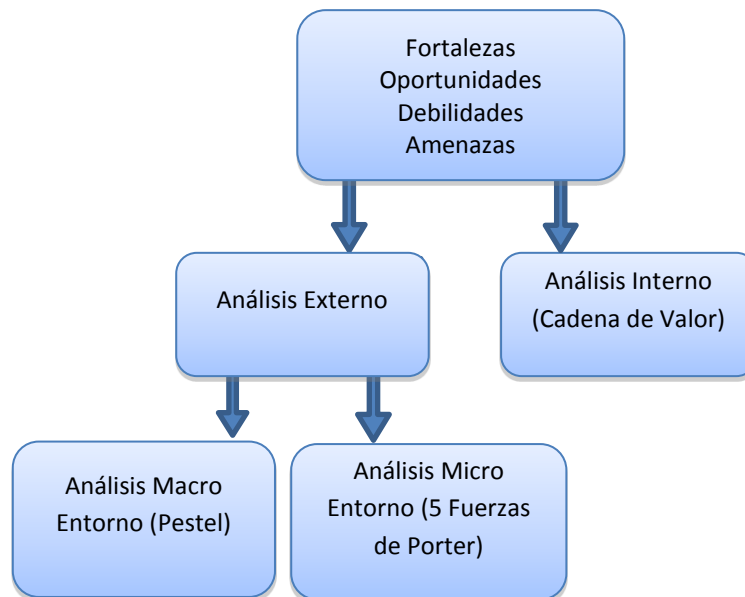 Fortalezas
Oportunidades
Debilidades
Amenazas
Análisis Externo
Análisis Interno
(Cadena de Valor)
Análisis Macro
Entorno (Pestel)
Análisis Micro
Entorno (5 Fuerzas
de Porter)